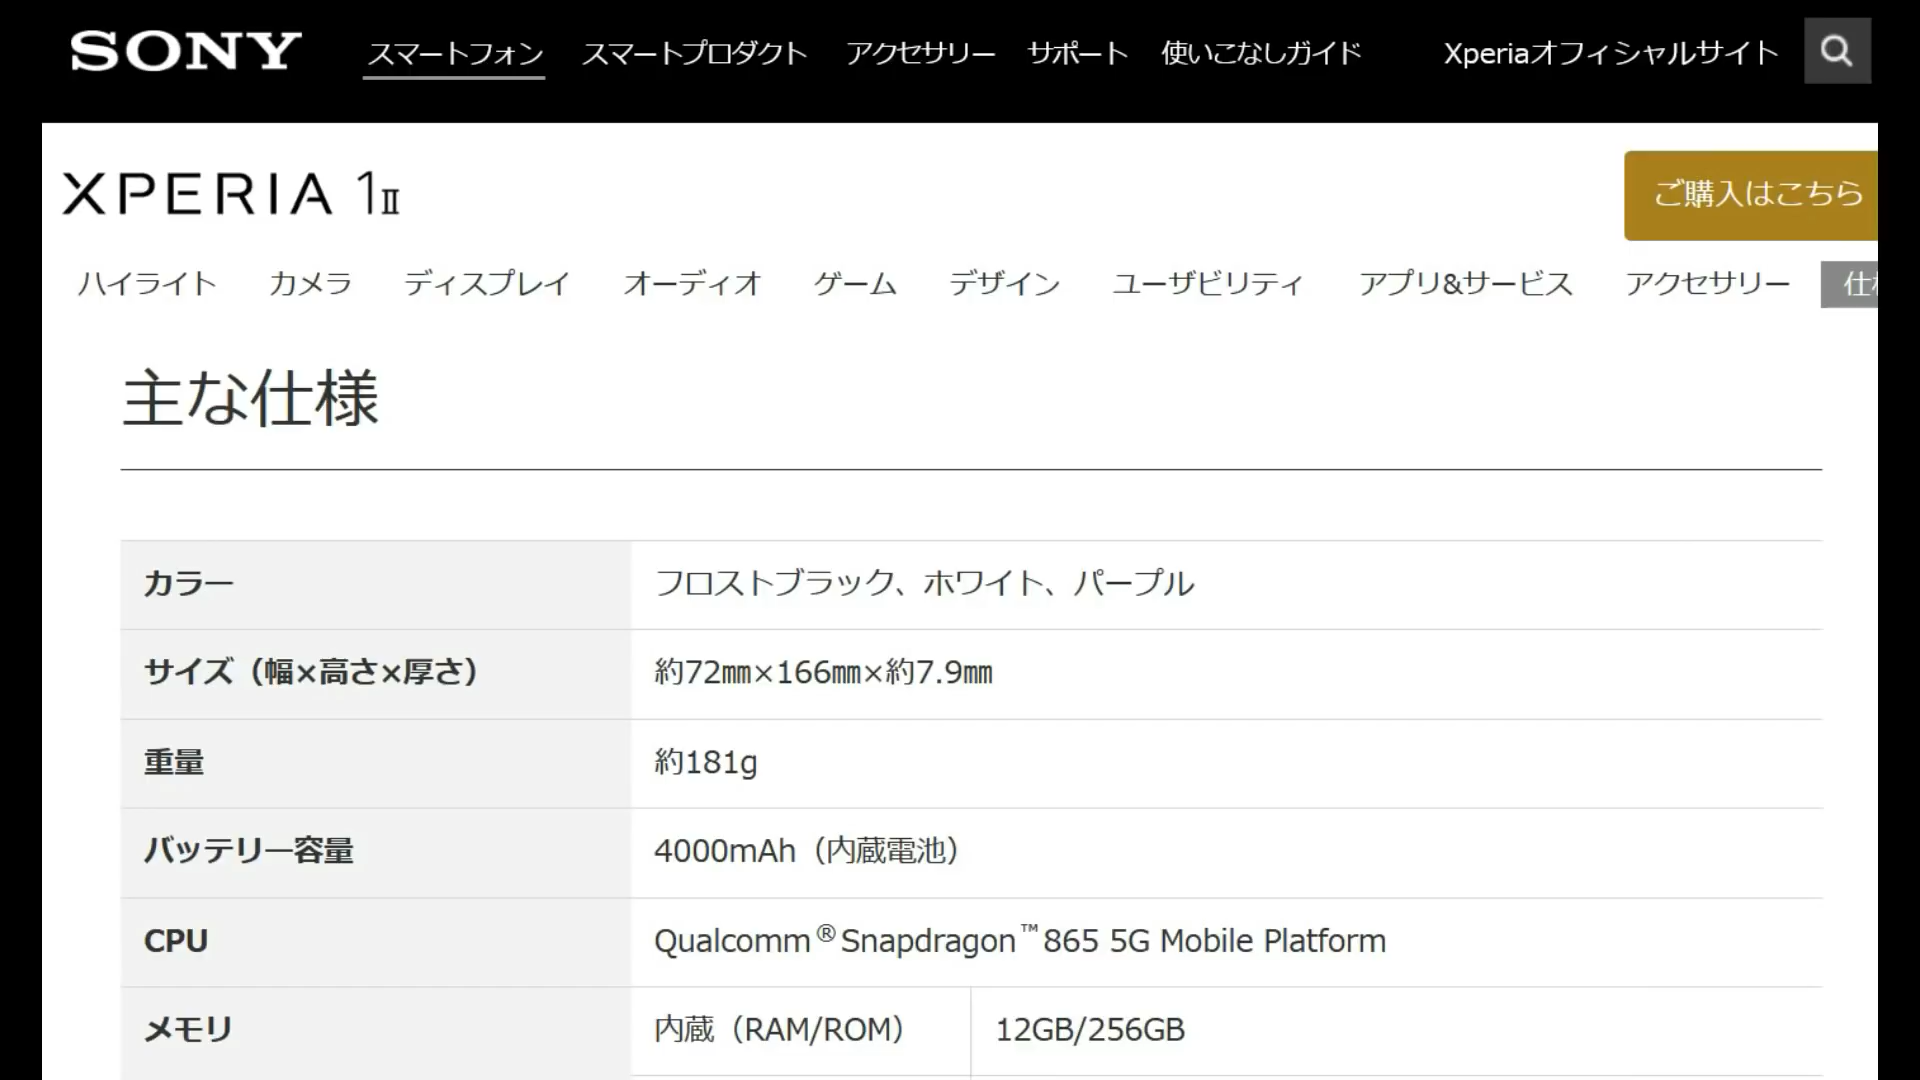 SONY スマートフォン スマートプロダクト アクセサリー サポート 使いこなしガイド Xperiaオフィシャルサイト
XPERIA 1Ⅱ
ご購入はこちら
ハイライト カメラ ディスプレイ オーディオ ゲーム デザイン ユーザビリティ アプリ&サービス アクセサリー 仕
主な仕様
カラー フロストブラック、ホワイト、パープル
サイズ（幅×高さ×厚さ） 約72㎜×166㎜×約7.9㎜
重量 約181g
バッテリー容量 4000mAh（内蔵電池）
CPU Qualcomm®Snapdragon™865 5G Mobile Platform
メモリ 内蔵（RAM/ROM） 12GB/256GB